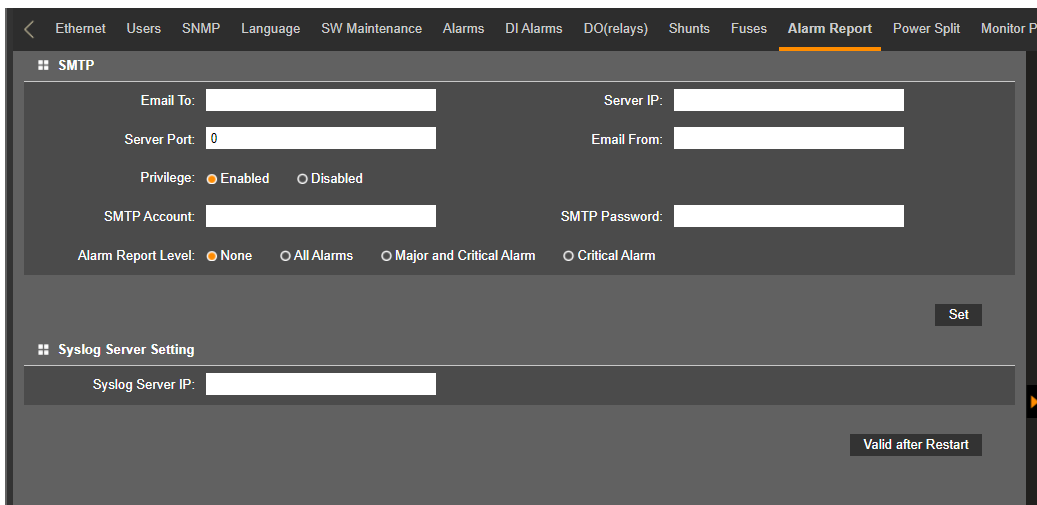 Ethernet Users SNMP Language SW Maintenance Alarms DI Alarms DO(relays) Shunts Fuses Alarm Report Power Split Monitor P
SMTP
Email To: Server IP:
Server Port: 0 Email From:
Privilege: Enabled Disabled
SMTP Account: SMTP Password:
Alarm Report Level: None All Alarms Major and Critical Alarm Critical Alarm
Set
Syslog Server Setting
Syslog Server IP:
Valid after Restart